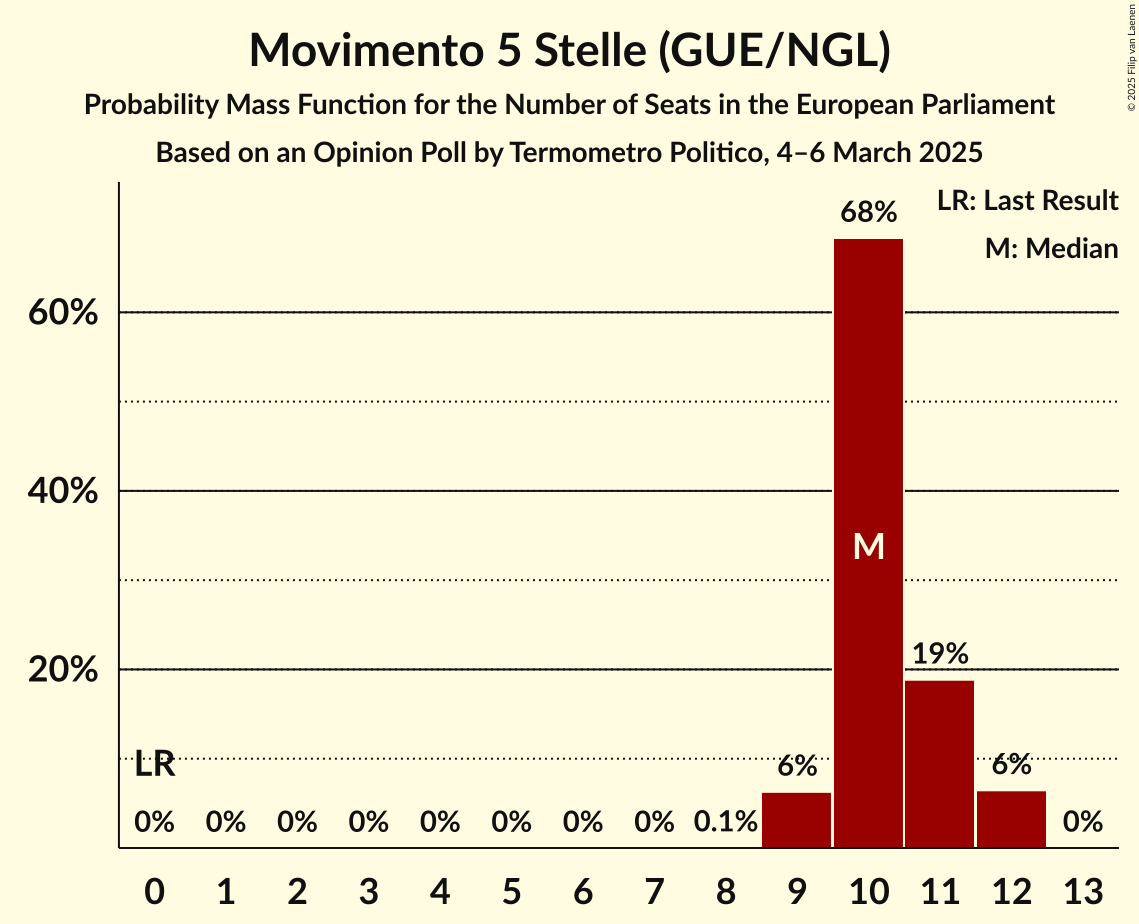 Movimento 5 Stelle (GUE/NGL)
Probability Mass Function for the Number of Seats in the European Parliament
Based on an Opinion Poll by Termometro Politico, 4–6 March 2025
© 2025 Filip van Laenen
LR: Last Result
M: Median
68%
60%
40%
M
20%
19%
LR
6%
6%
0% 0% 0% 0% 0% 0% 0% 0% 0.1% 0%
0 1 2 3 4 5 6 7 8 9 10 11 12 13